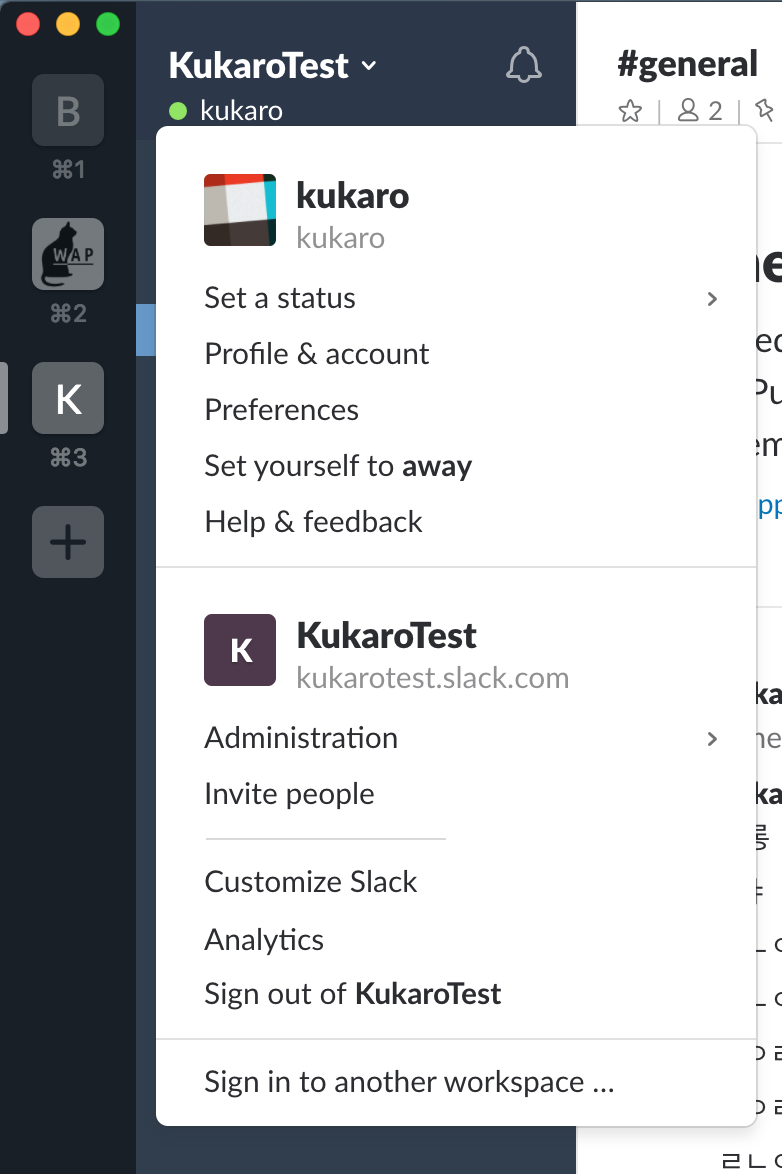 KukaroTest
kukaro
#general
2
B
⌘1
WAP
⌘2
K
⌘3
kukaro
kukaro
Set a status
Profile & account
Preferences
Set yourself to away
Help & feedback
K
KukaroTest
kukarotest.slack.com
Administration
Invite people
Customize Slack
Analytics
Sign out of KukaroTest
Sign in to another workspace ...